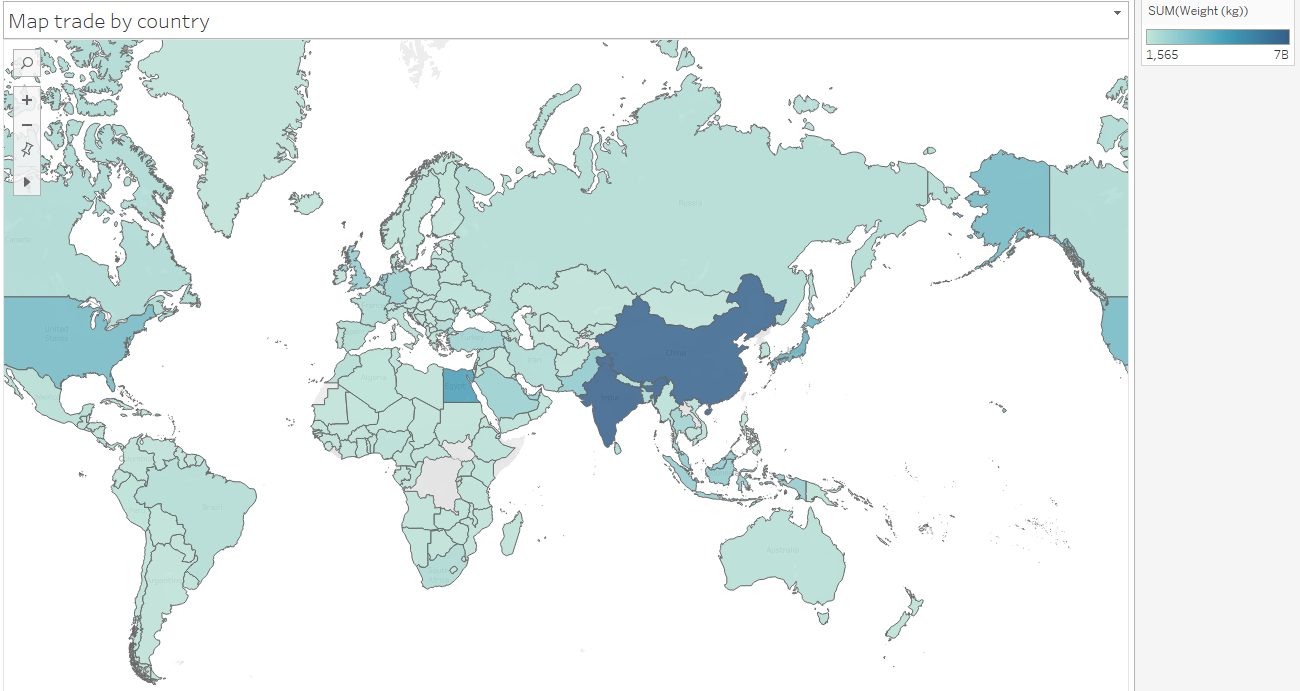 Map trade by country
SUM(Weight (kg))
1,565
7B
Canada
Russia
United
States
China
Turkey
Iran
Algeria
Egypt
India
Brazil
Australia
Argentina